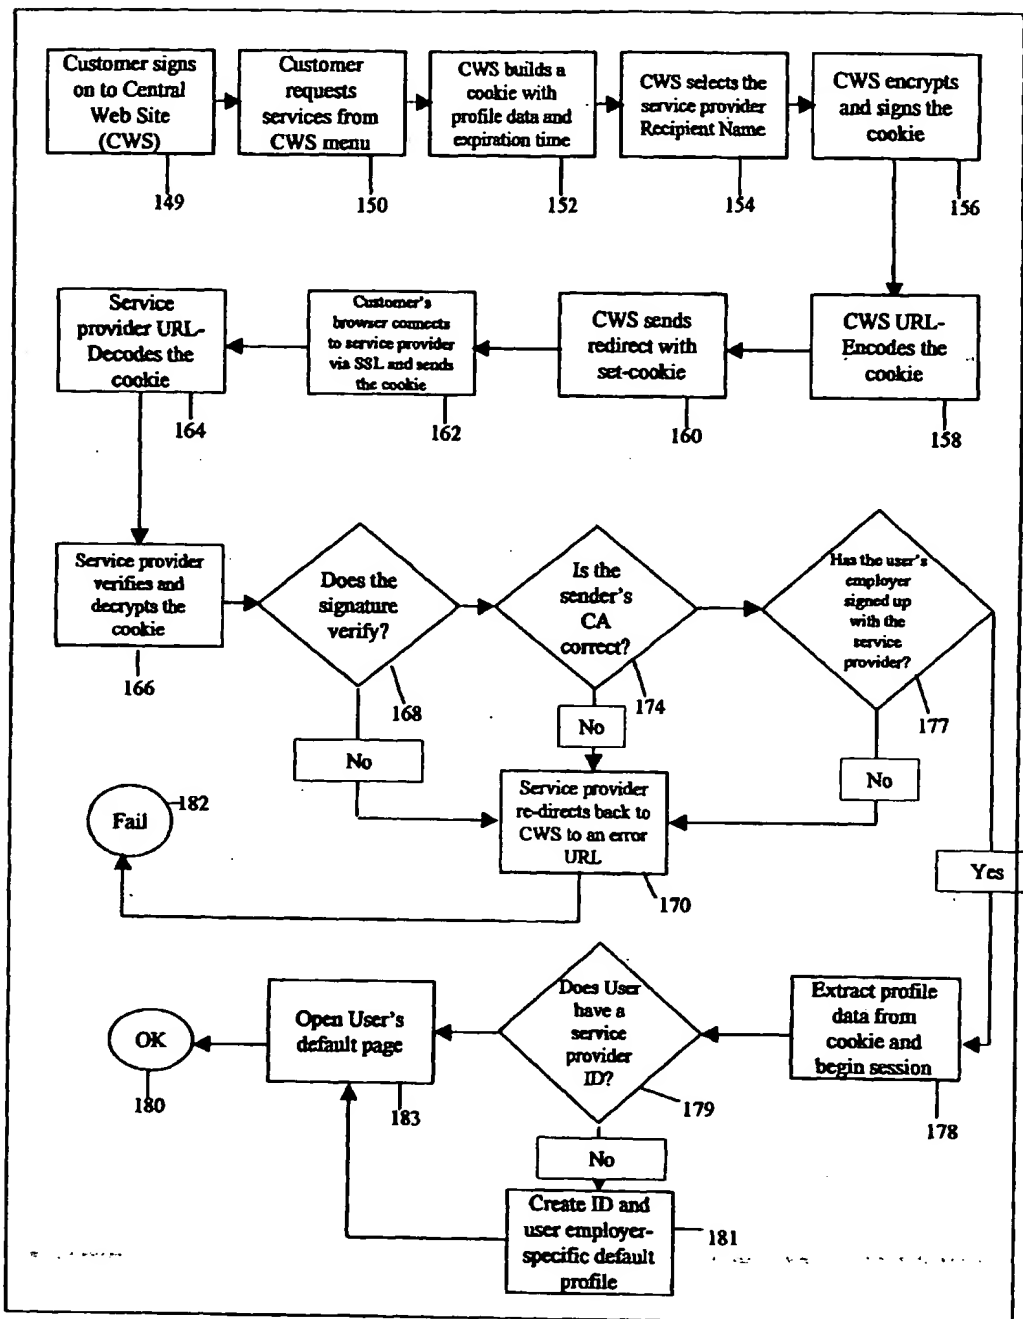 Customer signs
on to Central
Web Site
(CWS)
149
Customer
requests
services from
CWS menu
150
CWS builds a
cookie with
profile data and
expiration time
152
CWS selects the
service provider
Recipient Name
154
CWS encrypts
and signs the
cookie
156
CWS URL-
Encodes the
cookie
158
CWS sends
redirect with
set-cookie
160
Customer's
browser connects
to service provider
via SSL and sends
the cookie
162
Service
provider URL-
Decodes the
cookie
164
Service provider
verifies and
decrypts the
cookie
166
Does the
signature
verify?
168
No
Is the
sender's
CA
correct?
174
No
Has the user's
employer
signed up
with the
service
provider?
177
No
Yes
Service provider
re-directs back to
CWS to an error
URL
170
Fail
182
Extract profile
data from
cookie and
begin session
178
Does User
have a
service
provider
ID?
179
No
Create ID and
user employer-
specific default
profile
181
Open User's
default page
183
OK
180